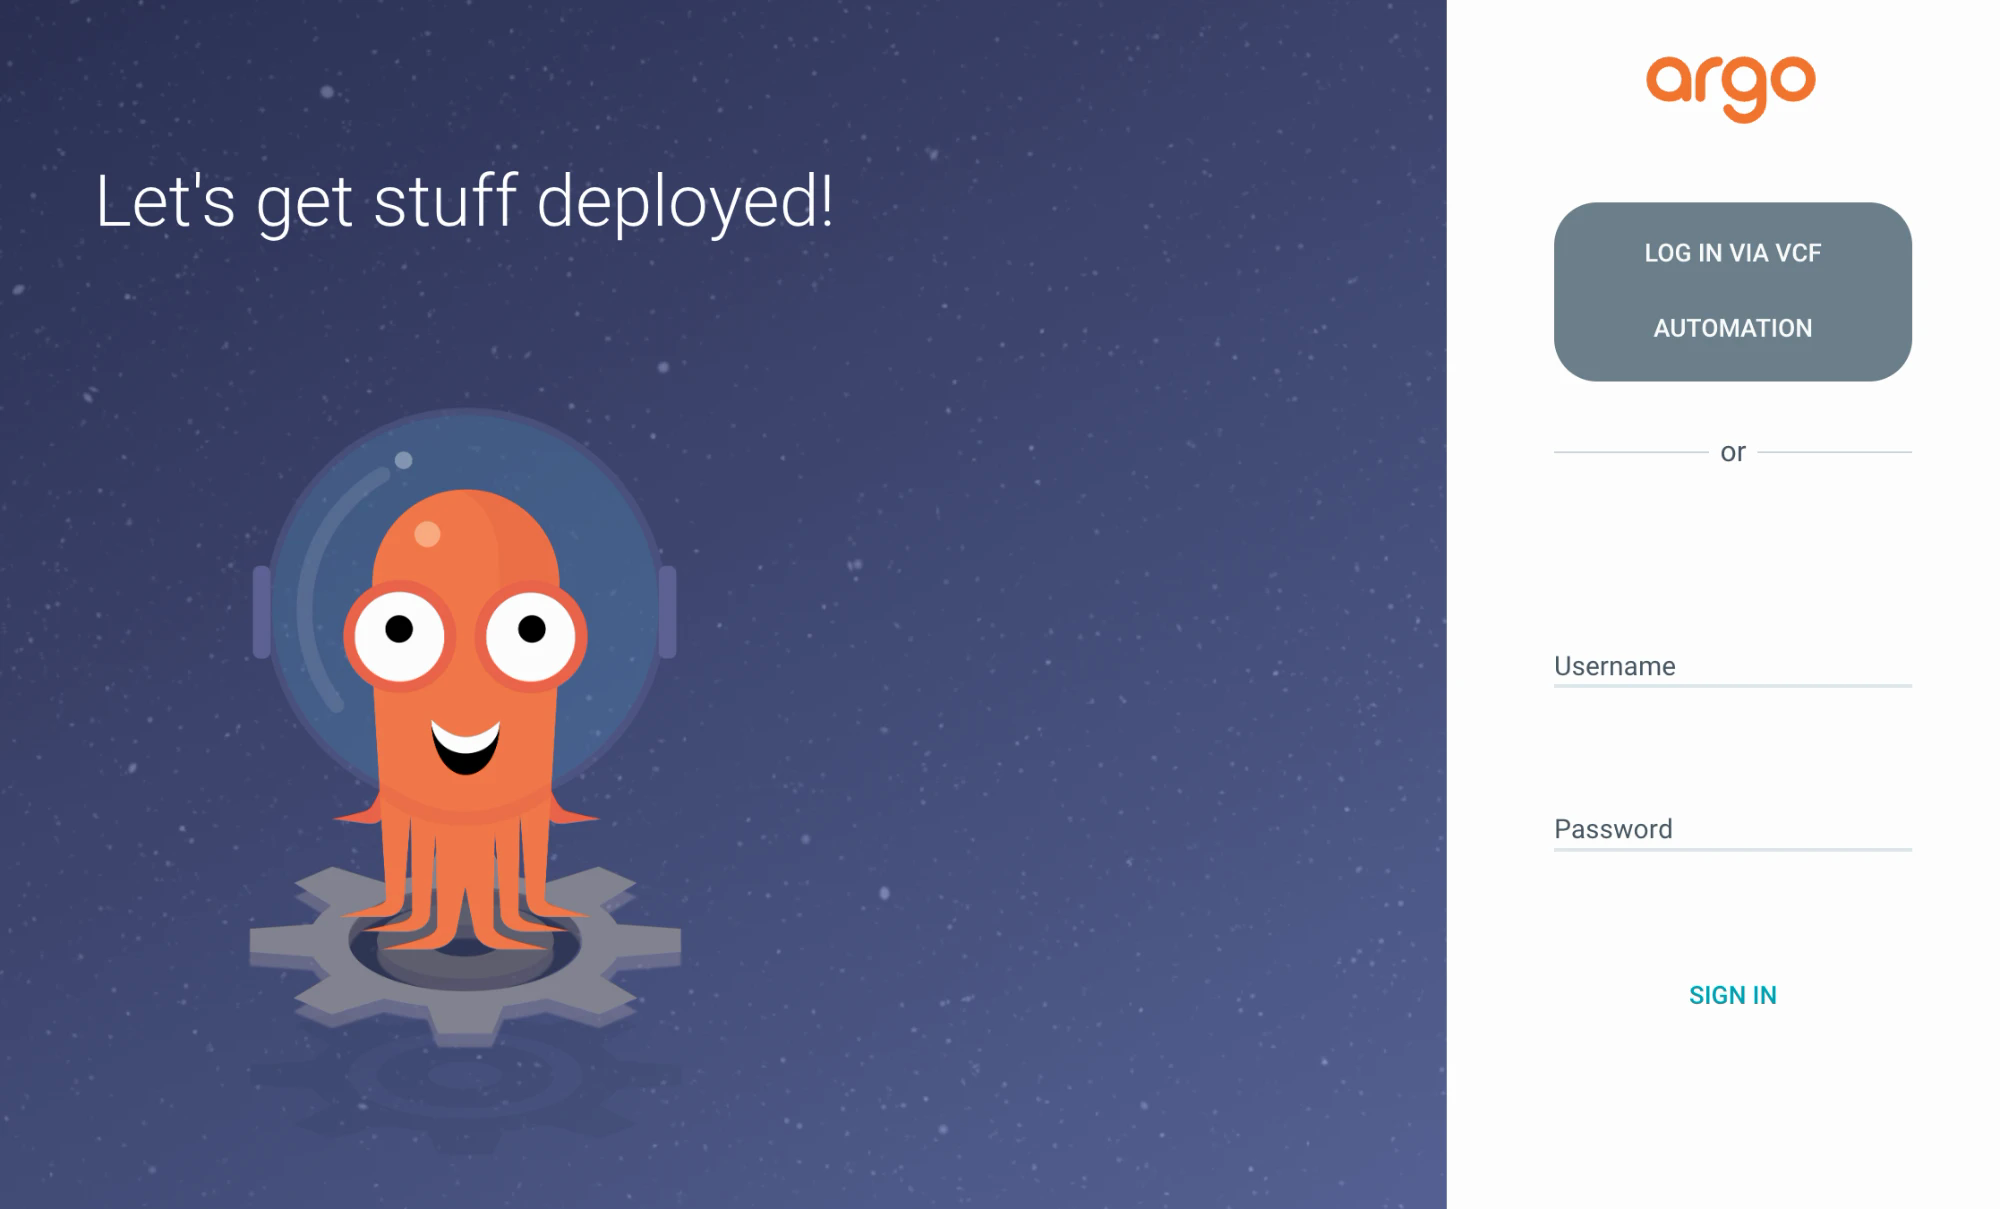 Let's get stuff deployed!
argo
LOG IN VIA VCF
AUTOMATION
or
Username
Password
SIGN IN